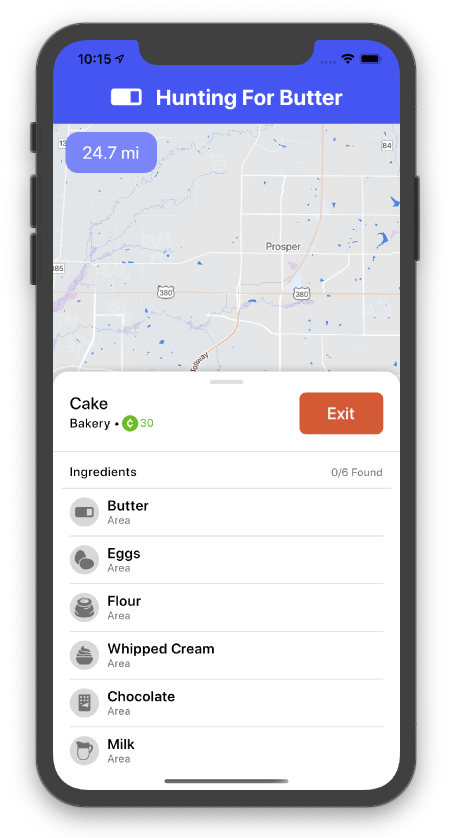 10:15
Hunting For Butter
24.7 mi
84
Prosper
380
380
Cake
Bakery • ¢ 30
Exit
Ingredients
0/6 Found
Butter
Area
Eggs
Area
Flour
Area
Whipped Cream
Area
Chocolate
Area
Milk
Area